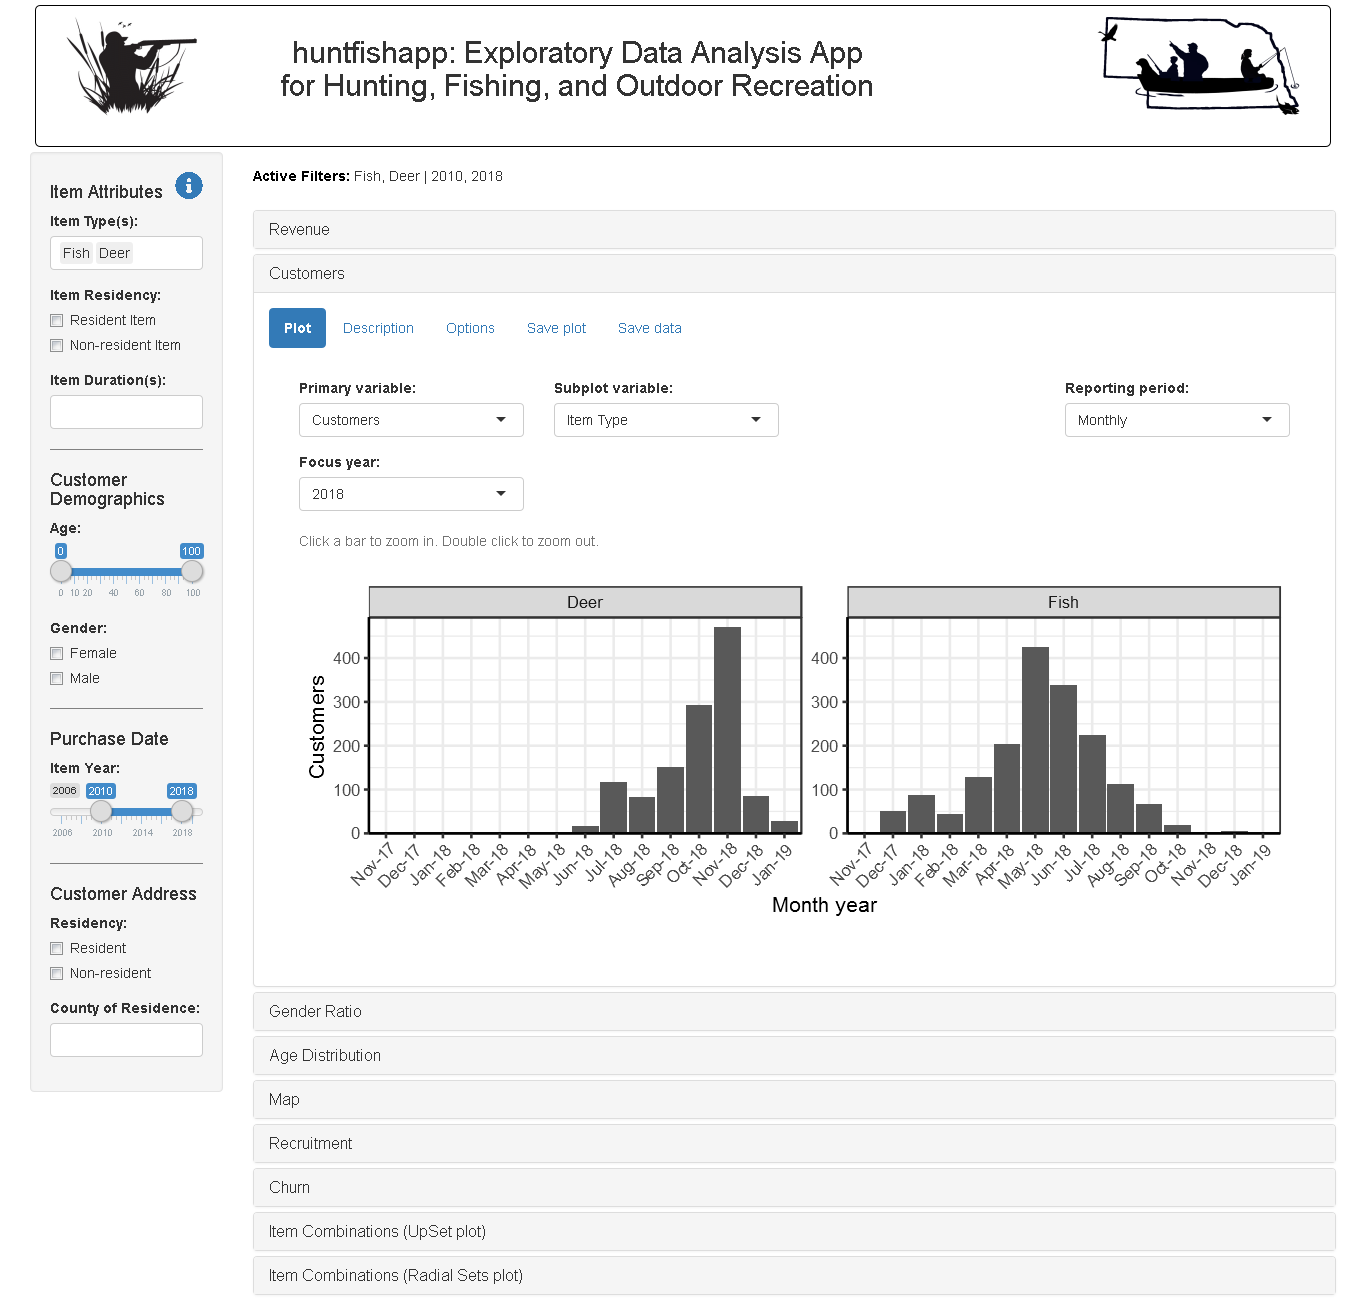 huntfishapp: Exploratory Data Analysis App
for Hunting, Fishing, and Outdoor Recreation
Item Attributes
Item Type(s):
Fish Deer
Item Residency:
Resident Item
Non-resident Item
Item Duration(s):
Customer
Demographics
Age:
0 100
0 10 20 40 60 80 100
Gender:
Female
Male
Purchase Date
Item Year:
2006 2010 2018
2006 2010 2014 2018
Customer Address
Residency:
Resident
Non-resident
County of Residence:
Active Filters: Fish, Deer | 2010, 2018
Revenue
Customers
Plot Description Options Save plot Save data
Primary variable: Subplot variable: Reporting period:
Customers Item Type Monthly
Focus year:
2018
Click a bar to zoom in. Double click to zoom out.
Deer Fish
Customers
400
300
200
100
0
400
300
200
100
0
Nov-17 Dec-17 Jan-18 Feb-18 Mar-18 Apr-18 May-18 Jun-18 Jul-18 Aug-18 Sep-18 Oct-18 Nov-18 Dec-18 Jan-19
Nov-17 Dec-17 Jan-18 Feb-18 Mar-18 Apr-18 May-18 Jun-18 Jul-18 Aug-18 Sep-18 Oct-18 Nov-18 Dec-18 Jan-19
Month year
Gender Ratio
Age Distribution
Map
Recruitment
Churn
Item Combinations (UpSet plot)
Item Combinations (Radial Sets plot)